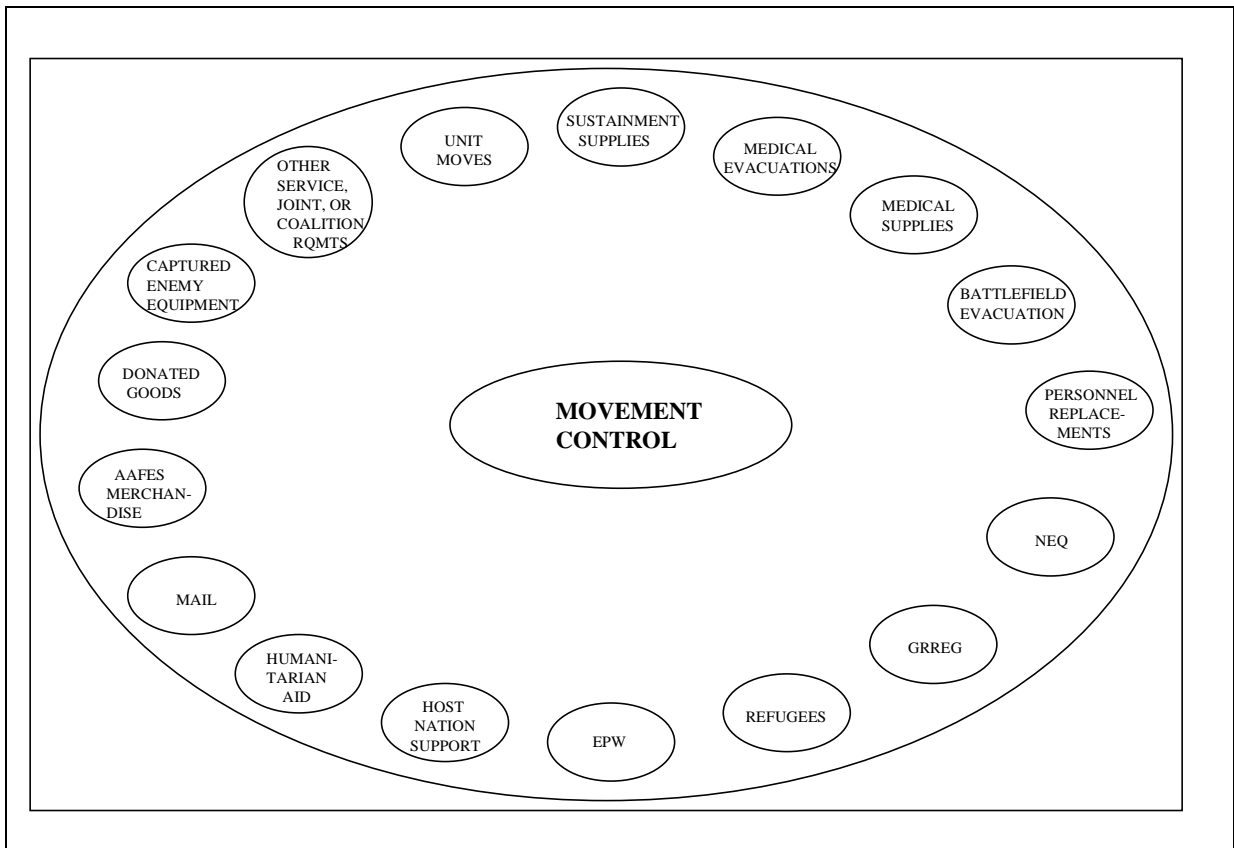 SUSTAINMENT
SUPPLIES
UNIT
MOVES
MEDICAL
EVACUATIONS
OTHER
SERVICE,
JOINT, OR
COALITION
RQMTS
MEDICAL
SUPPLIES
CAPTURED
ENEMY
EQUIPMENT
BATTLEFIELD
EVACUATION
DONATED
GOODS
PERSONNEL
REPLACE-
MENTS
MOVEMENT
CONTROL
AAFES
MERCHAN-
DISE
NEQ
MAIL
GRREG
HUMANI-
TARIAN
AID
HOST
NATION
SUPPORT
EPW
REFUGEES